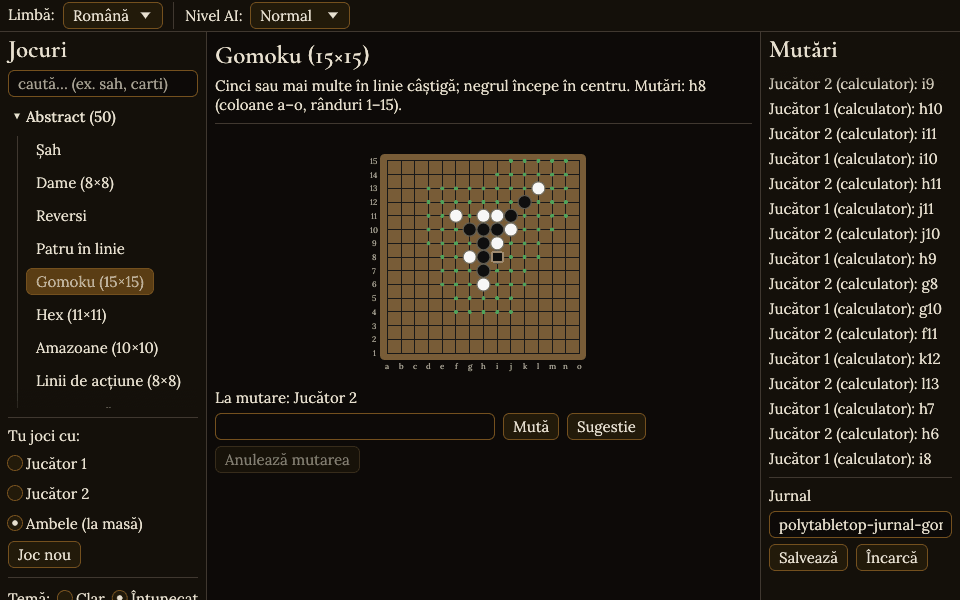 Limbă: Română ▼ Nivel AI: Normal ▼
Jocuri
caută... (ex. sah, carti)
▾ Abstract (50)
Șah
Dame (8×8)
Reversi
Patru în linie
Gomoku (15×15)
Hex (11×11)
Amazoane (10×10)
Linii de acțiune (8×8)
Tu joci cu:
Jucător 1
Jucător 2
Ambele (la masă)
Joc nou
Temă: Clar Întunecat
Gomoku (15×15)
Cinci sau mai multe în linie câștigă; negrul începe în centru. Mutări: h8
(coloane a–o, rânduri 1–15).
15
14
13
12
11
10
9
8
7
6
5
4
3
2
1
a b c d e f g h i j k l m n o
La mutare: Jucător 2
Mută Sugestie
Anulează mutarea
Mutări
Jucător 2 (calculator): i9
Jucător 1 (calculator): h10
Jucător 2 (calculator): i11
Jucător 1 (calculator): i10
Jucător 2 (calculator): h11
Jucător 1 (calculator): j11
Jucător 2 (calculator): j10
Jucător 1 (calculator): h9
Jucător 2 (calculator): g8
Jucător 1 (calculator): g10
Jucător 2 (calculator): f11
Jucător 1 (calculator): k12
Jucător 2 (calculator): l13
Jucător 1 (calculator): h7
Jucător 2 (calculator): h6
Jucător 1 (calculator): i8
Jurnal
polytabletop-jurnal-gor
Salvează Încarcă